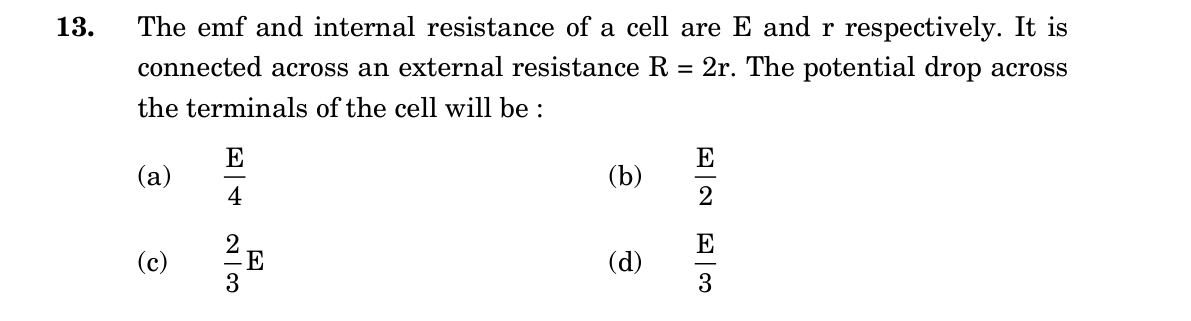 13. The emf and internal resistance of a cell are E and r respectively. It is
connected across an external resistance R = 2r. The potential drop across
the terminals of the cell will be :
(a) E/4 (b) E/2
(c) 2/3 E (d) E/3